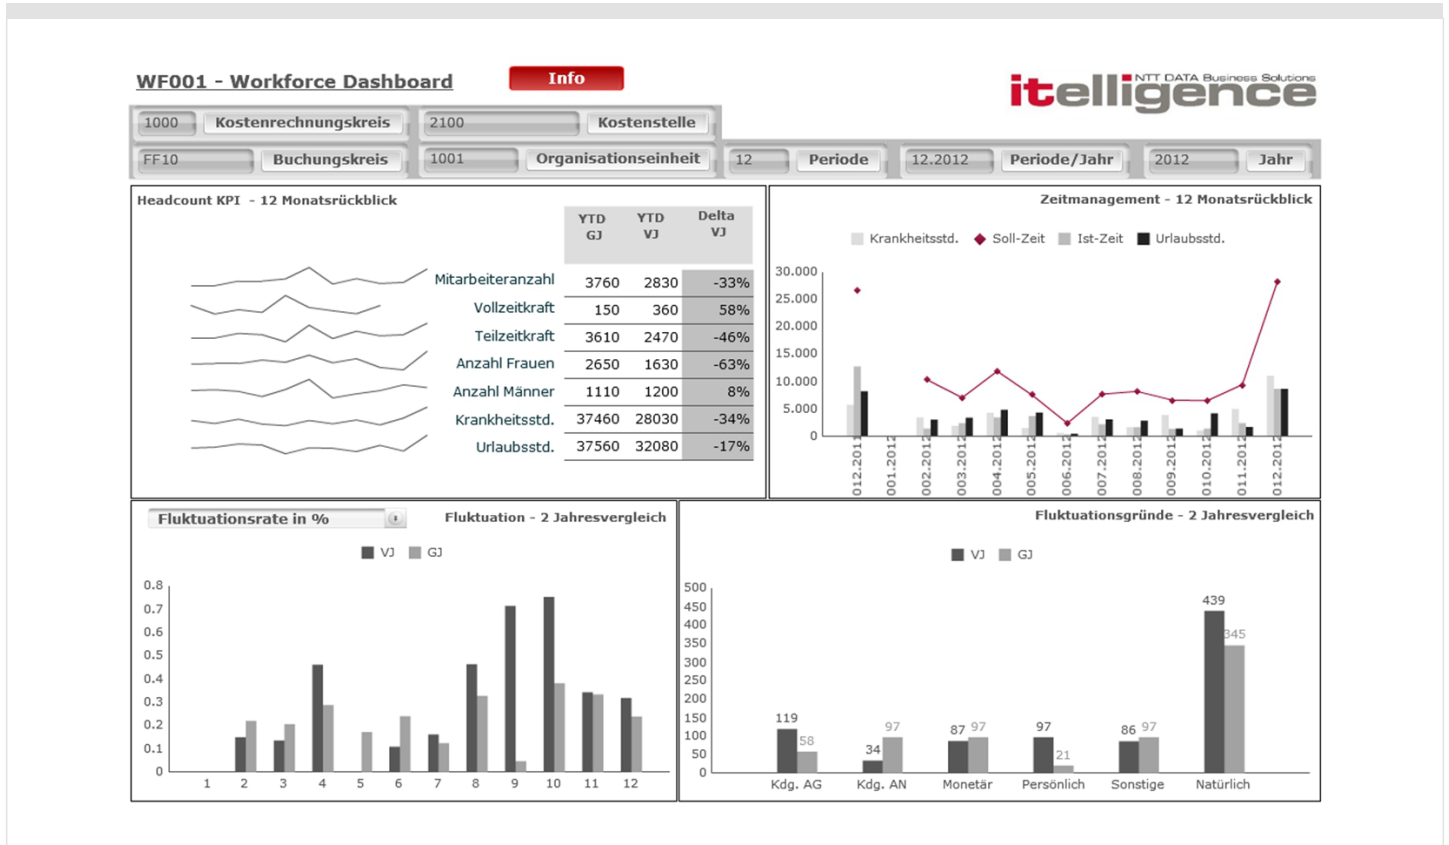 WF001 - Workforce Dashboard
Info
NTT DATA Business Solutions
itelligence
1000 Kostenrechnungskreis 2100 Kostenstelle
FF10 Buchungskreis 1001 Organisationseinheit 12 Periode 12.2012 Periode/Jahr 2012 Jahr
Headcount KPI - 12 Monatsrückblick
YTD GJ YTD VJ Delta VJ
Mitarbeiteranzahl 3760 2830 -33%
Vollzeitkraft 150 360 58%
Teilzeitkraft 3610 2470 -46%
Anzahl Frauen 2650 1630 -63%
Anzahl Männer 1110 1200 8%
Krankheitsstd. 37460 28030 -34%
Urlaubsstd. 37560 32080 -17%
Zeitmanagement - 12 Monatsrückblick
Krankheitsstd. Soll-Zeit Ist-Zeit Urlaubsstd.
30.000
25.000
20.000
15.000
10.000
5.000
0
012.2011 001.2012 002.2012 003.2012 004.2012 005.2012 006.2012 007.2012 008.2012 009.2012 010.2012 011.2012 012.2012
Fluktuationsrate in %
Fluktuation - 2 Jahresvergleich
VJ GJ
0.8
0.7
0.6
0.5
0.4
0.3
0.2
0.1
0
1 2 3 4 5 6 7 8 9 10 11 12
Fluktuationsgründe - 2 Jahresvergleich
VJ GJ
500
450
400
350
300
250
200
150
100
50
0
119 58 34 97 87 97 97 21 86 97 439 345
Kdg. AG Kdg. AN Monetär Persönlich Sonstige Natürlich